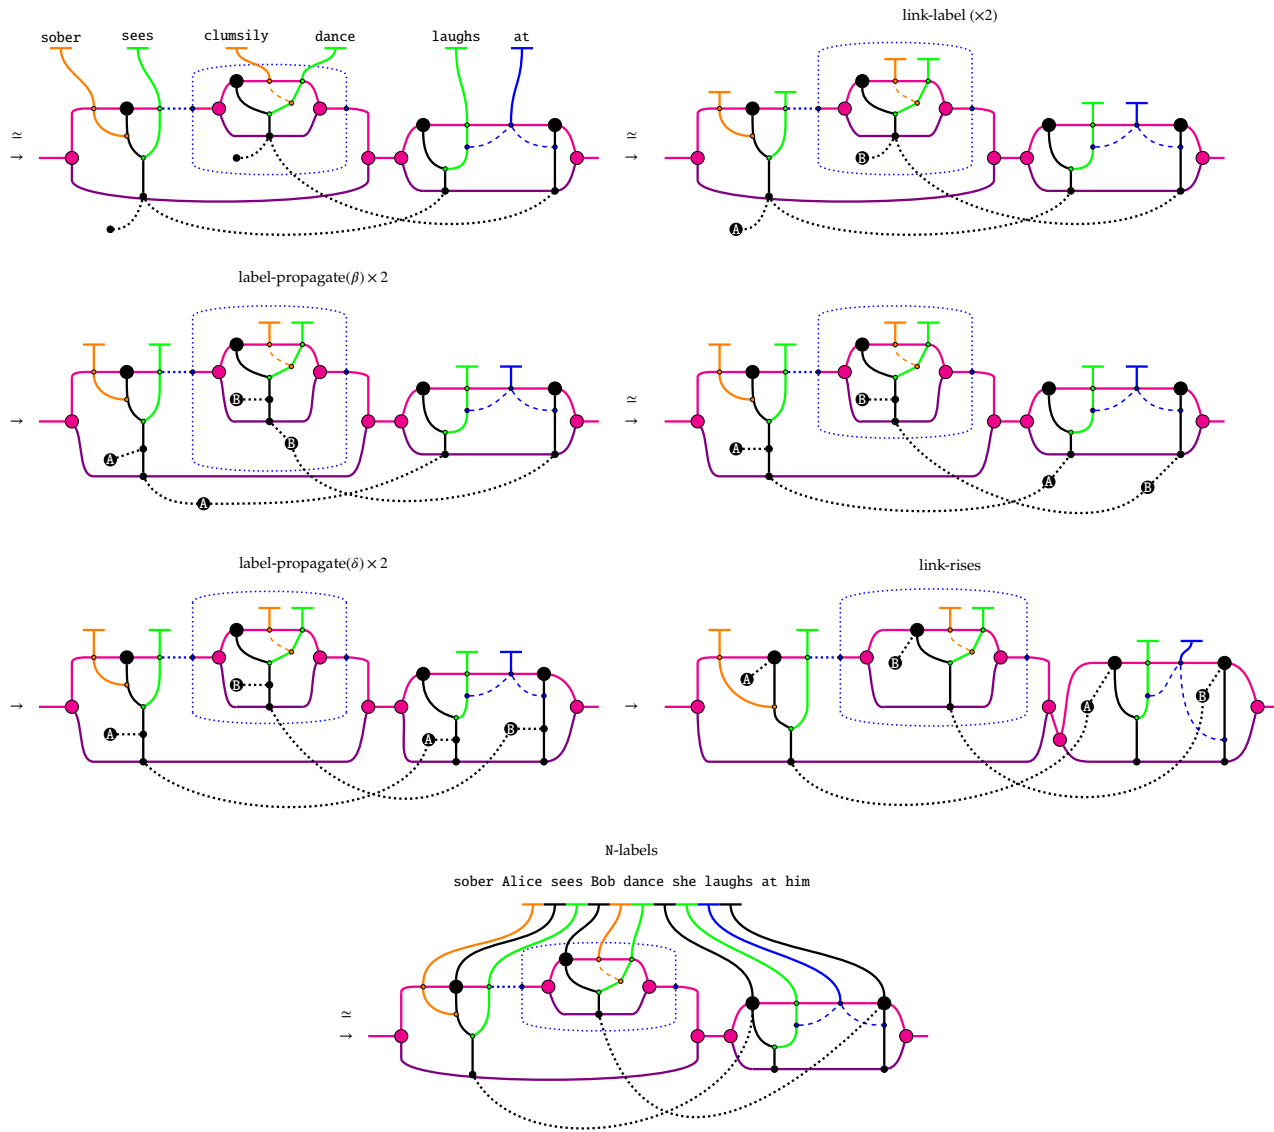 link-label (×2)
sober sees clumsily dance laughs at
≃
→
≃
→
B
A
label-propagate(β) × 2
→
B
A
B
A
≃
→
B
A
A
B
label-propagate(δ) × 2
link-rises
→
B
A
A
B
→
B
A
A
B
N-labels
sober Alice sees Bob dance she laughs at him
≃
→